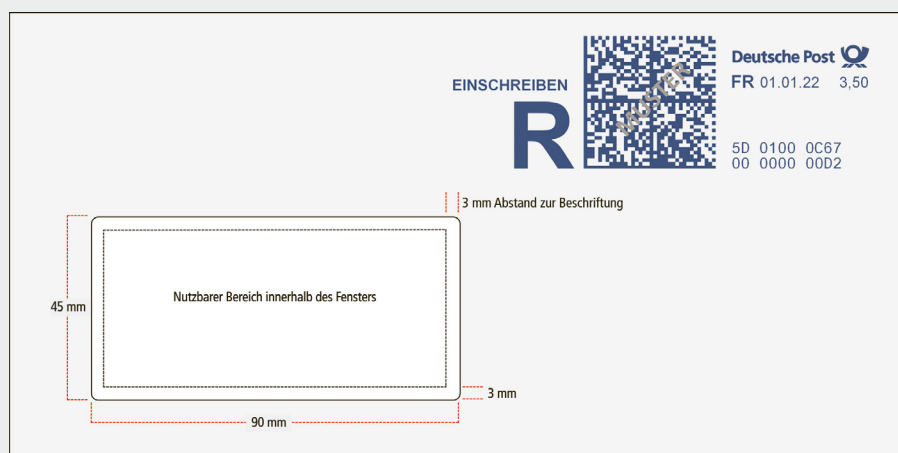 EINSCHREIBEN
R
MUSTER
Deutsche Post
FR 01.01.22 3,50
5D 0100 0C67
00 0000 00D2
3 mm Abstand zur Beschriftung
45 mm
Nutzbarer Bereich innerhalb des Fensters
3 mm
90 mm